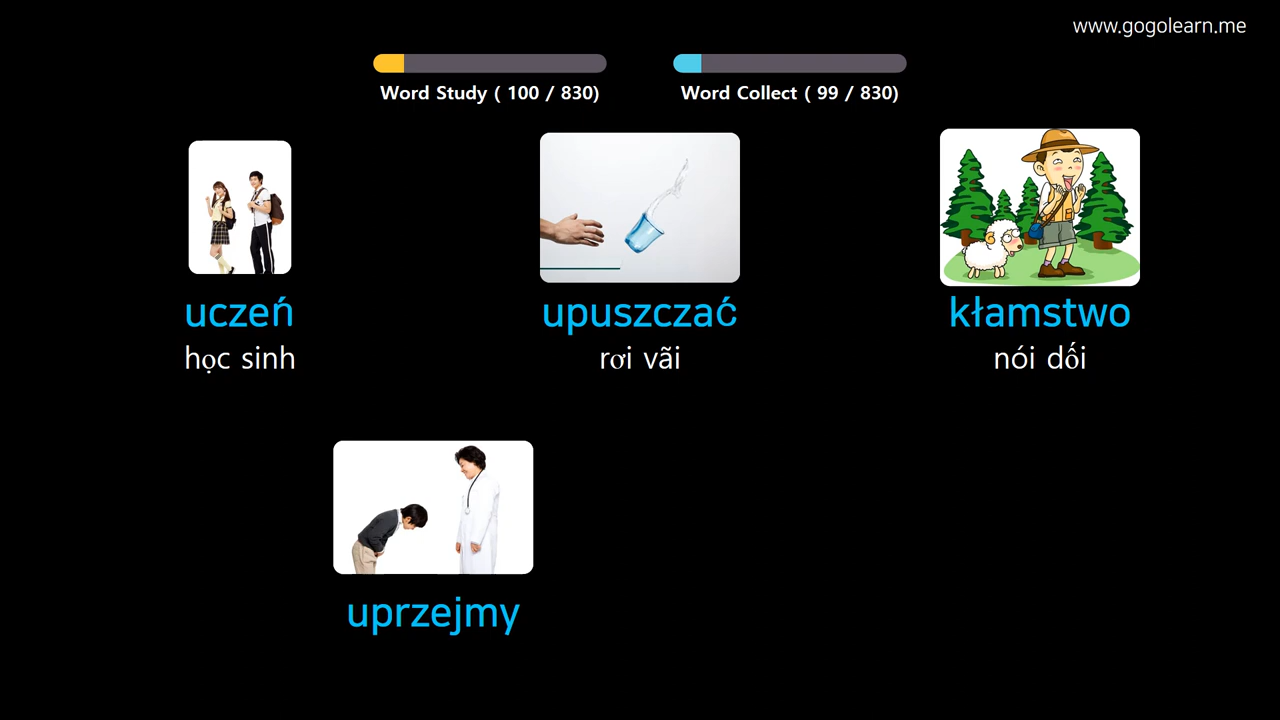 www.gogolearn.me
Word Study ( 100 / 830)
Word Collect ( 99 / 830)
uczeń
học sinh
upuszczać
rơi vãi
kłamstwo
nói dối
uprzejmy